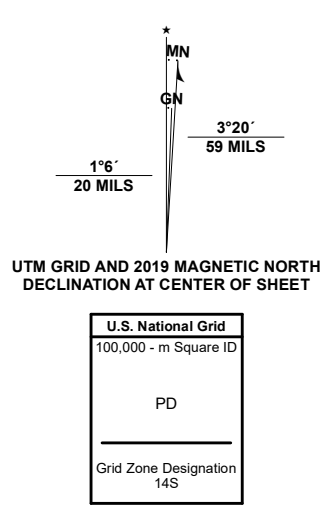 ★
MN
GN
3°20´
59 MILS
1°6´
20 MILS
UTM GRID AND 2019 MAGNETIC NORTH
DECLINATION AT CENTER OF SHEET
U.S. National Grid
100,000 - m Square ID
PD
Grid Zone Designation
14S